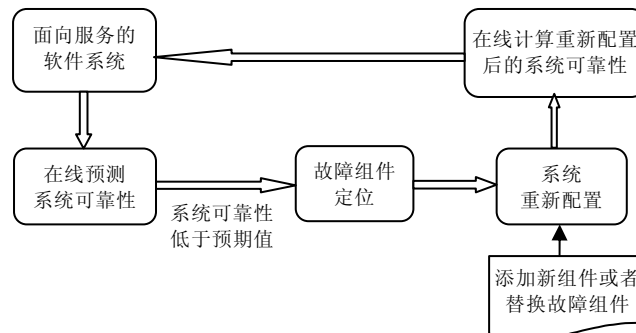 面向服务的
软件系统
在线计算重新配置
后的系统可靠性
在线预测
系统可靠性
系统可靠性
低于预期值
故障组件
定位
系统
重新配置
添加新组件或者
替换故障组件